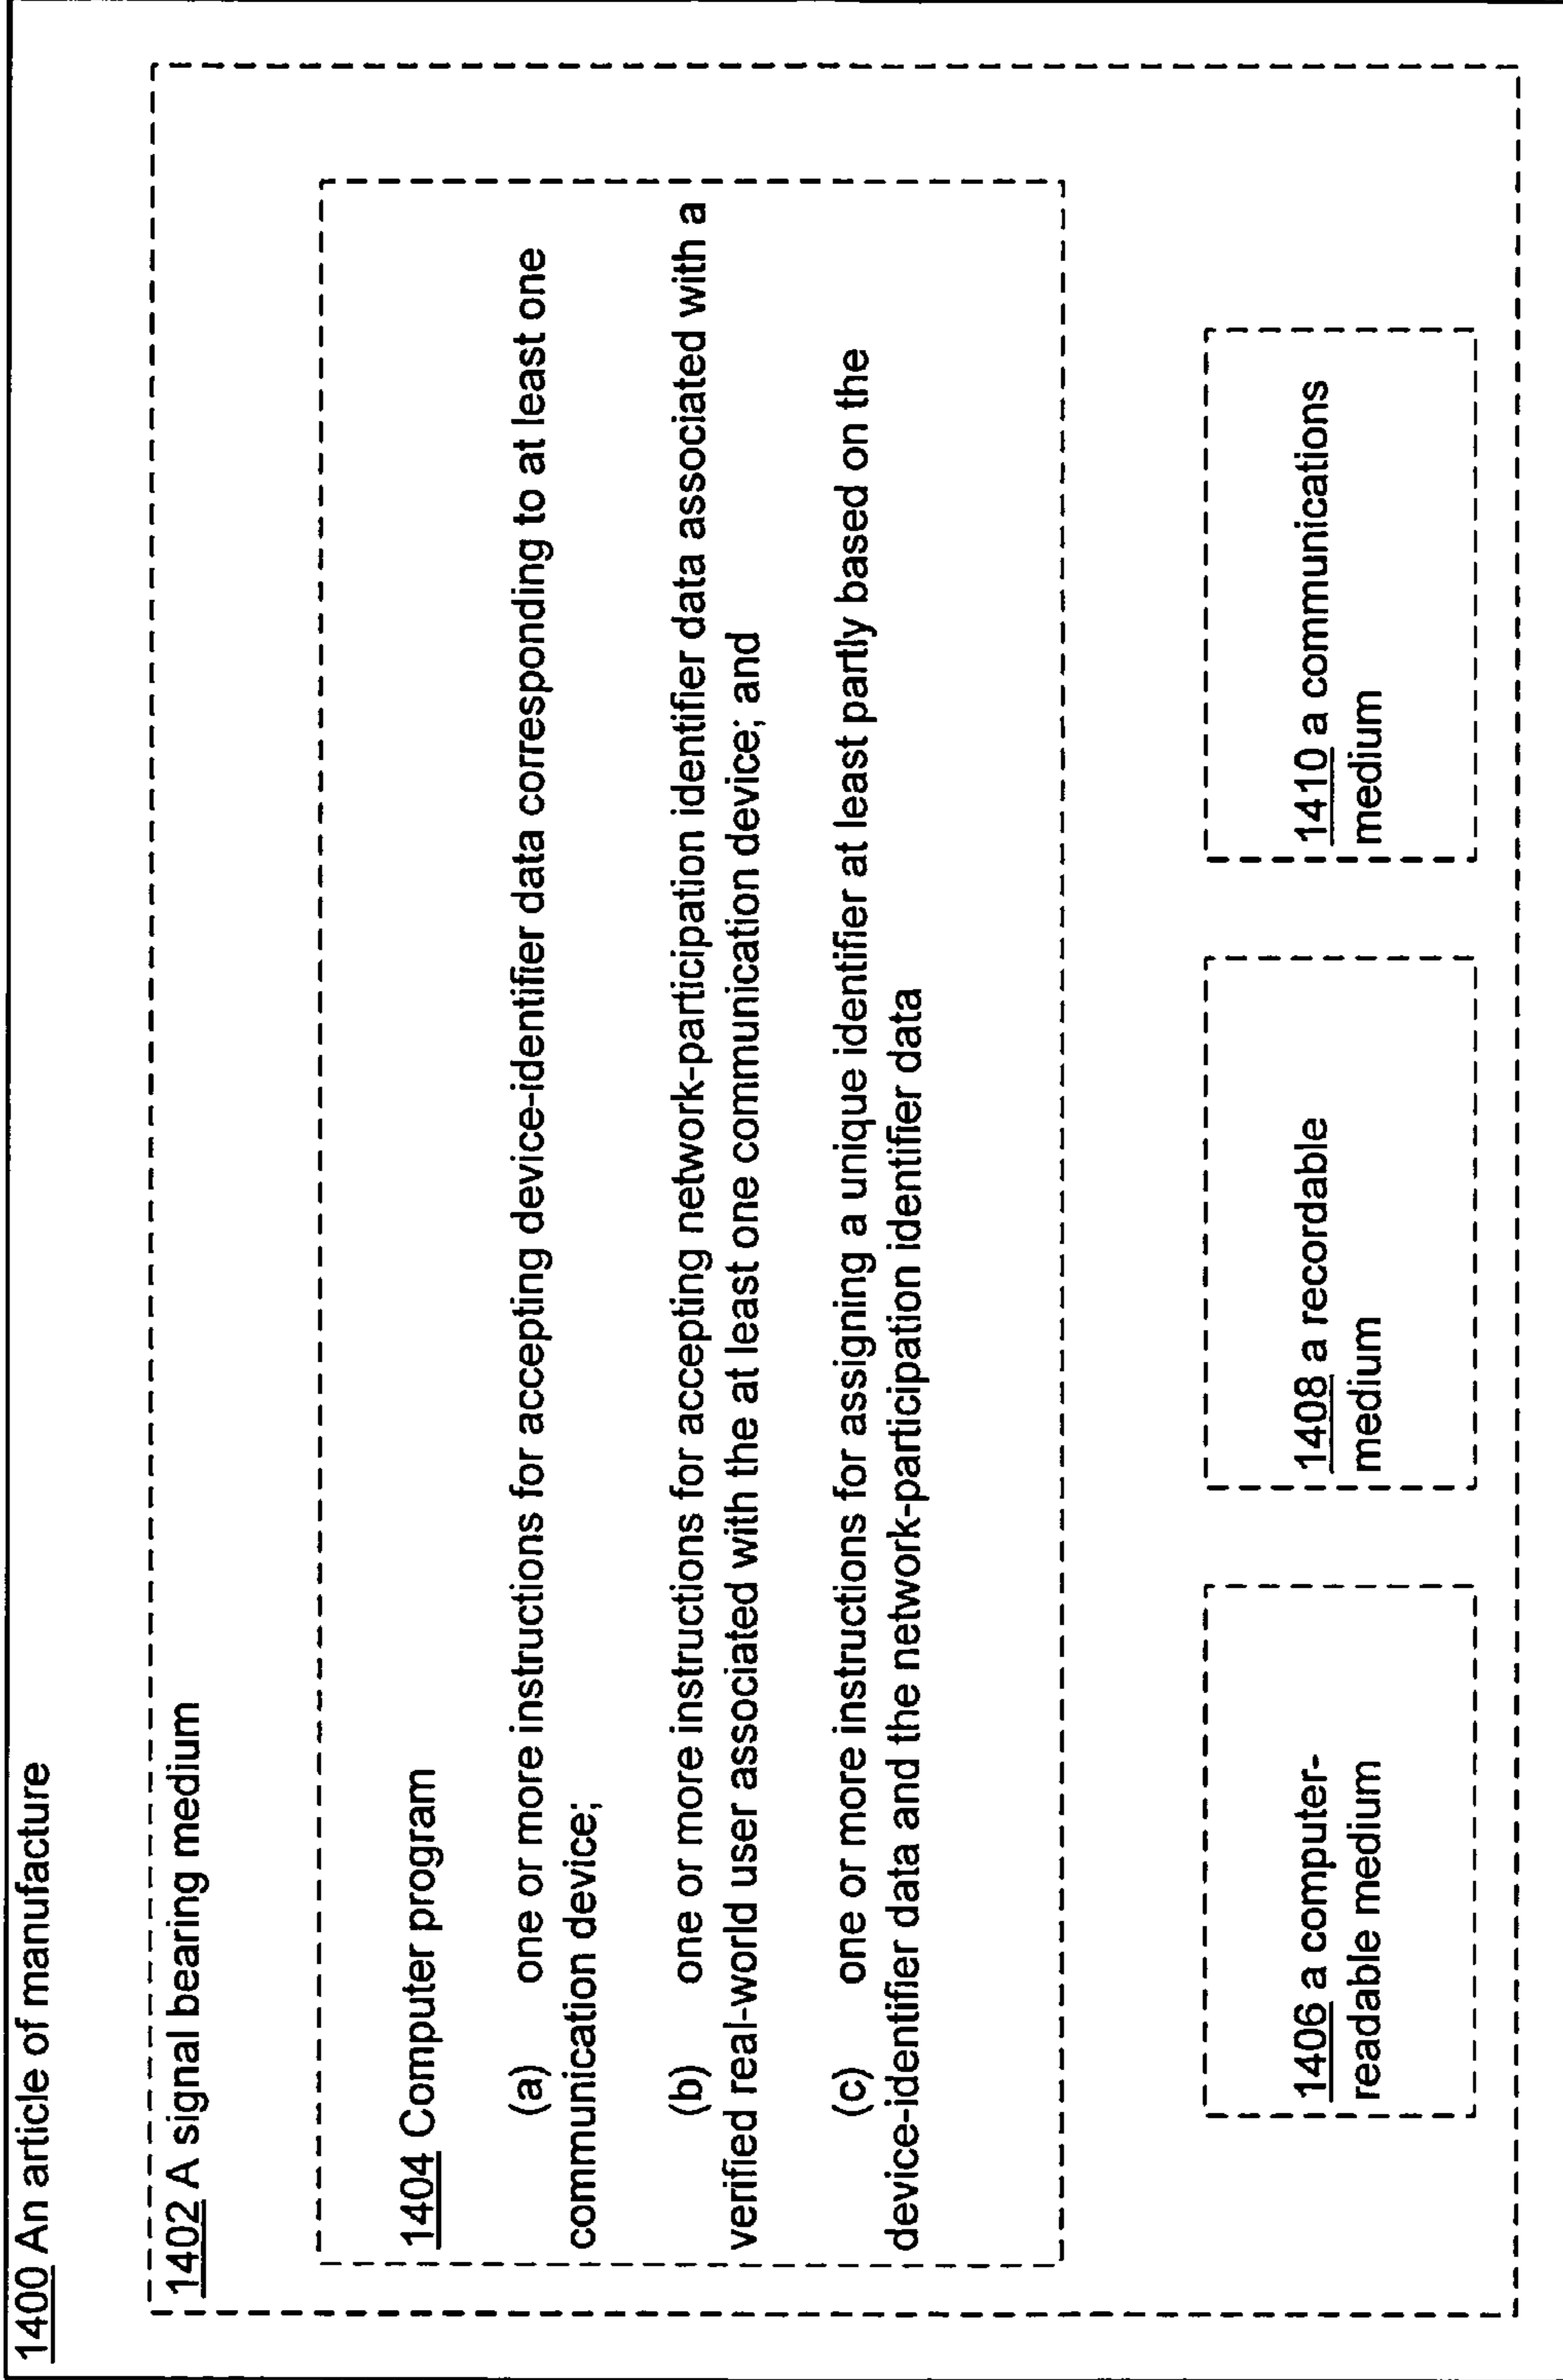 1400 An article of manufacture
1402 A signal bearing medium
1404 Computer program
(a) one or more instructions for accepting device-identifier data corresponding to at least one
communication device;
(b) one or more instructions for accepting network-participation identifier data associated with a
verified real-world user associated with the at least one communication device; and
(c) one or more instructions for assigning a unique identifier at least partly based on the
device-identifier data and the network-participation identifier data
1406 a computer-
readable medium
1408 a recordable
medium
1410 a communications
medium